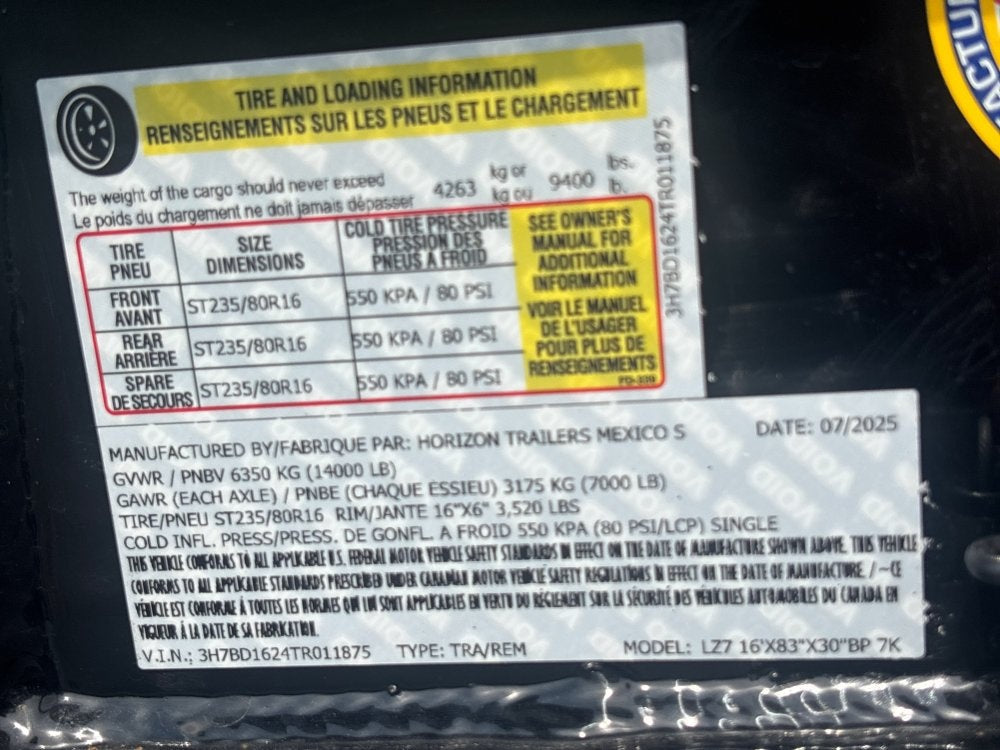 TIRE AND LOADING INFORMATION
RENSEIGNEMENTS SUR LES PNEUS ET LE CHARGEMENT
The weight of the cargo should never exceed 4263 kg or 9400 lbs.
Le poids du chargement ne doit jamais dépasser kg ou lb.
TIRE PNEU
SIZE DIMENSIONS
COLD TIRE PRESSURE PRESSION DES PNEUS A FROID
SEE OWNER'S MANUAL FOR ADDITIONAL INFORMATION
VOIR LE MANUEL DE L'USAGER POUR PLUS DE RENSEIGNEMENTS
FRONT AVANT ST235/80R16 550 KPA / 80 PSI
REAR ARRIÈRE ST235/80R16 550 KPA / 80 PSI
SPARE DE SECOURS ST235/80R16 550 KPA / 80 PSI
3H7BD1624TR011875
MANUFACTURED BY/FABRIQUE PAR: HORIZON TRAILERS MEXICO S DATE: 07/2025
GVWR / PNBV 6350 KG (14000 LB)
GAWR (EACH AXLE) / PNBE (CHAQUE ESSIEU) 3175 KG (7000 LB)
TIRE/PNEU ST235/80R16 RIM/JANTE 16"X6" 3,520 LBS
COLD INFL. PRESS/PRESS. DE GONFL. A FROID 550 KPA (80 PSI/LCP) SINGLE
THIS VEHICLE CONFORMS TO ALL APPLICABLE U.S. FEDERAL MOTOR VEHICLE SAFETY STANDARDS IN EFFECT ON THE DATE OF MANUFACTURE SHOWN ABOVE. THIS VEHICLE
CONFORMS TO ALL APPLICABLE STANDARDS PRESCRIBED UNDER CANADIAN MOTOR VEHICLE SAFETY REGULATIONS IN EFFECT ON THE DATE OF MANUFACTURE. / ~CE
VÉHICLE EST CONFORME À TOUTES LES NORMES QUI LUI SONT APPLICABLES EN VERTU DU RÈGLEMENT SUR LA SÉCURITÉ DES VÉHICULES AUTOMOBILES DU CANADA EN
VIGUEUR À LA DATE DE SA FABRICATION.
V.I.N.; 3H7BD1624TR011875 TYPE: TRA/REM MODEL: LZ7 16'X83"X30"BP 7K